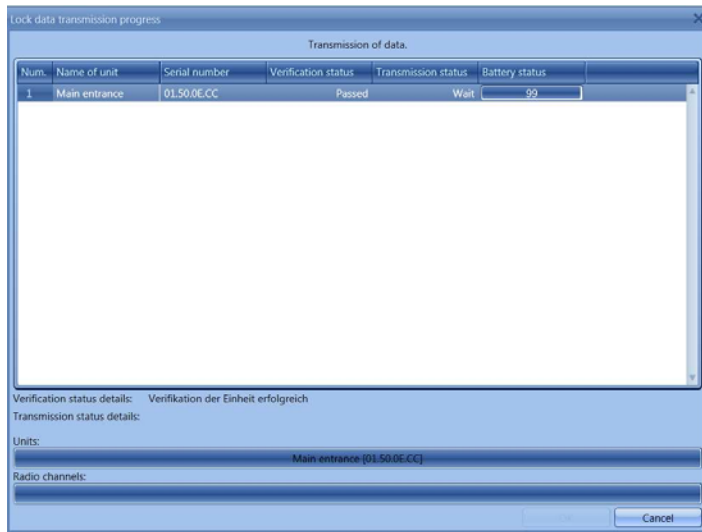 Lock data transmission progress
Transmission of data.
Num. Name of unit Serial number Verification status Transmission status Battery status
1 Main entrance 01.50.0E.CC Passed Wait 99
Verification status details: Verifikation der Einheit erfolgreich
Transmission status details:
Units:
Main entrance [01.50.0E.CC]
Radio channels:
Cancel